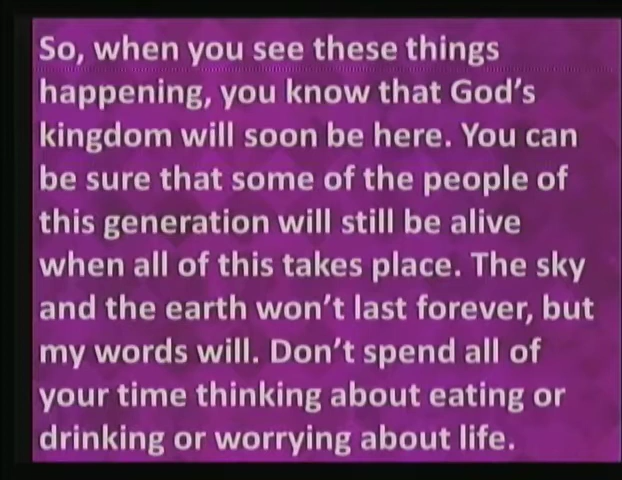 So, when you see these things
happening, you know that God's
kingdom will soon be here. You can
be sure that some of the people of
this generation will still be alive
when all of this takes place. The sky
and the earth won't last forever, but
my words will. Don't spend all of
your time thinking about eating or
drinking or worrying about life.